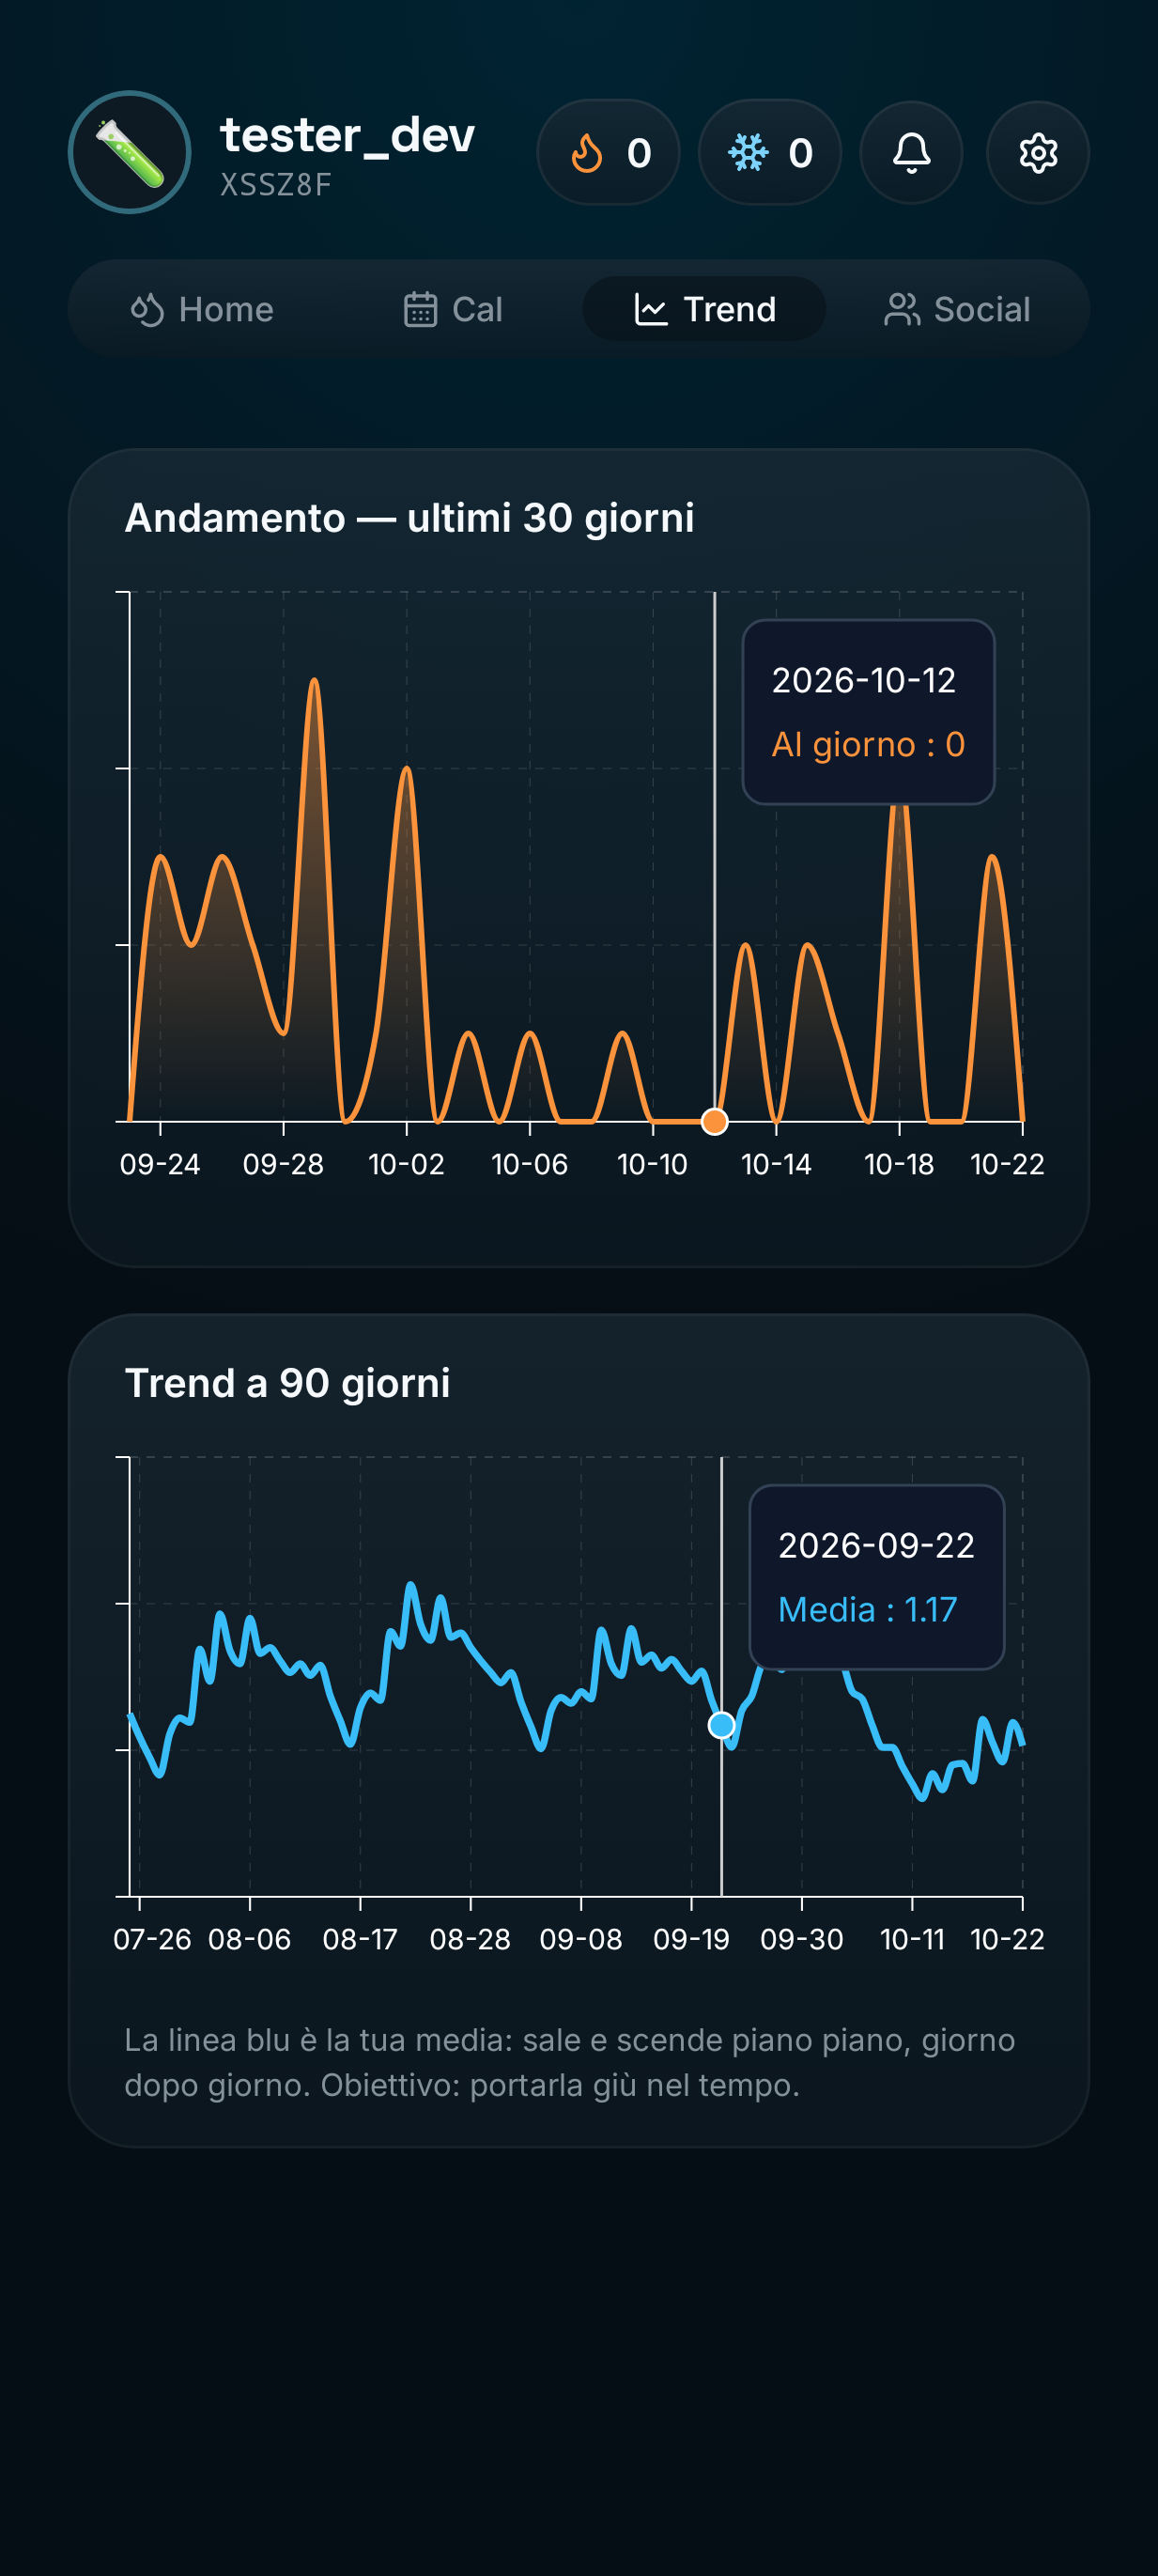 tester_dev
XSSZ8F
0
0
Home
Cal
Trend
Social
Andamento — ultimi 30 giorni
2026-10-12
Al giorno : 0
09-24 09-28 10-02 10-06 10-10 10-14 10-18 10-22
Trend a 90 giorni
2026-09-22
Media : 1.17
07-26 08-06 08-17 08-28 09-08 09-19 09-30 10-11 10-22
La linea blu è la tua media: sale e scende piano piano, giorno
dopo giorno. Obiettivo: portarla giù nel tempo.